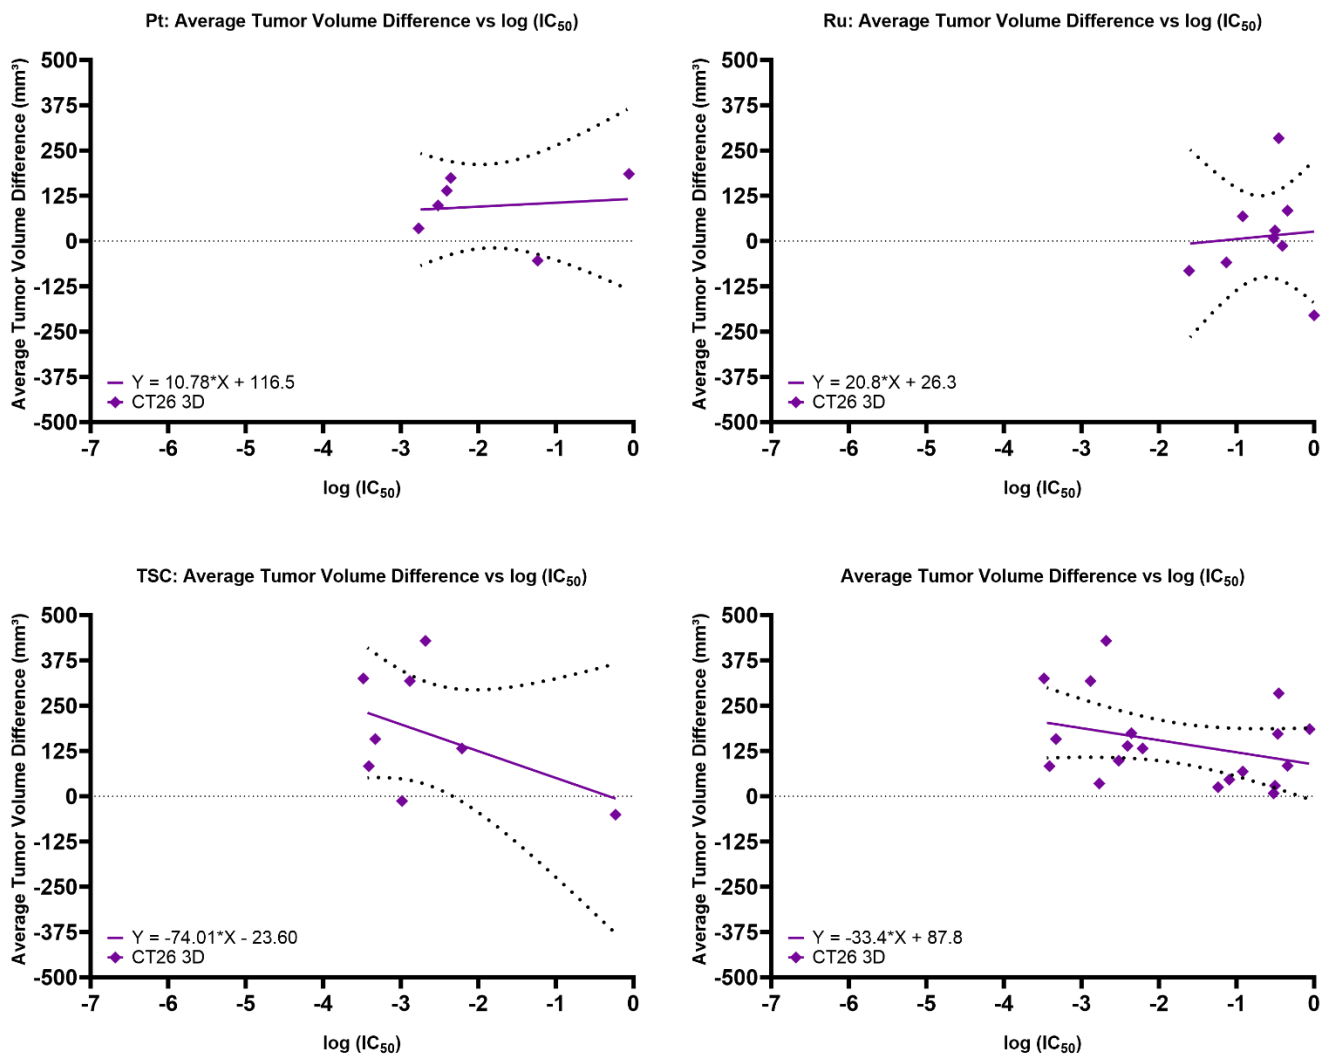 Pt: Average Tumor Volume Difference vs log (IC₅₀)
Average Tumor Volume Difference (mm³)
500
375
250
125
0
-125
-250
-375
-500
Y = 10.78*X + 116.5
CT26 3D
-7 -6 -5 -4 -3 -2 -1 0
log (IC₅₀)
Ru: Average Tumor Volume Difference vs log (IC₅₀)
Average Tumor Volume Difference (mm³)
500
375
250
125
0
-125
-250
-375
-500
Y = 20.8*X + 26.3
CT26 3D
-7 -6 -5 -4 -3 -2 -1 0
log (IC₅₀)
TSC: Average Tumor Volume Difference vs log (IC₅₀)
Average Tumor Volume Difference (mm³)
500
375
250
125
0
-125
-250
-375
-500
Y = -74.01*X - 23.60
CT26 3D
-7 -6 -5 -4 -3 -2 -1 0
log (IC₅₀)
Average Tumor Volume Difference vs log (IC₅₀)
Average Tumor Volume Difference (mm³)
500
375
250
125
0
-125
-250
-375
-500
Y = -33.4*X + 87.8
CT26 3D
-7 -6 -5 -4 -3 -2 -1 0
log (IC₅₀)